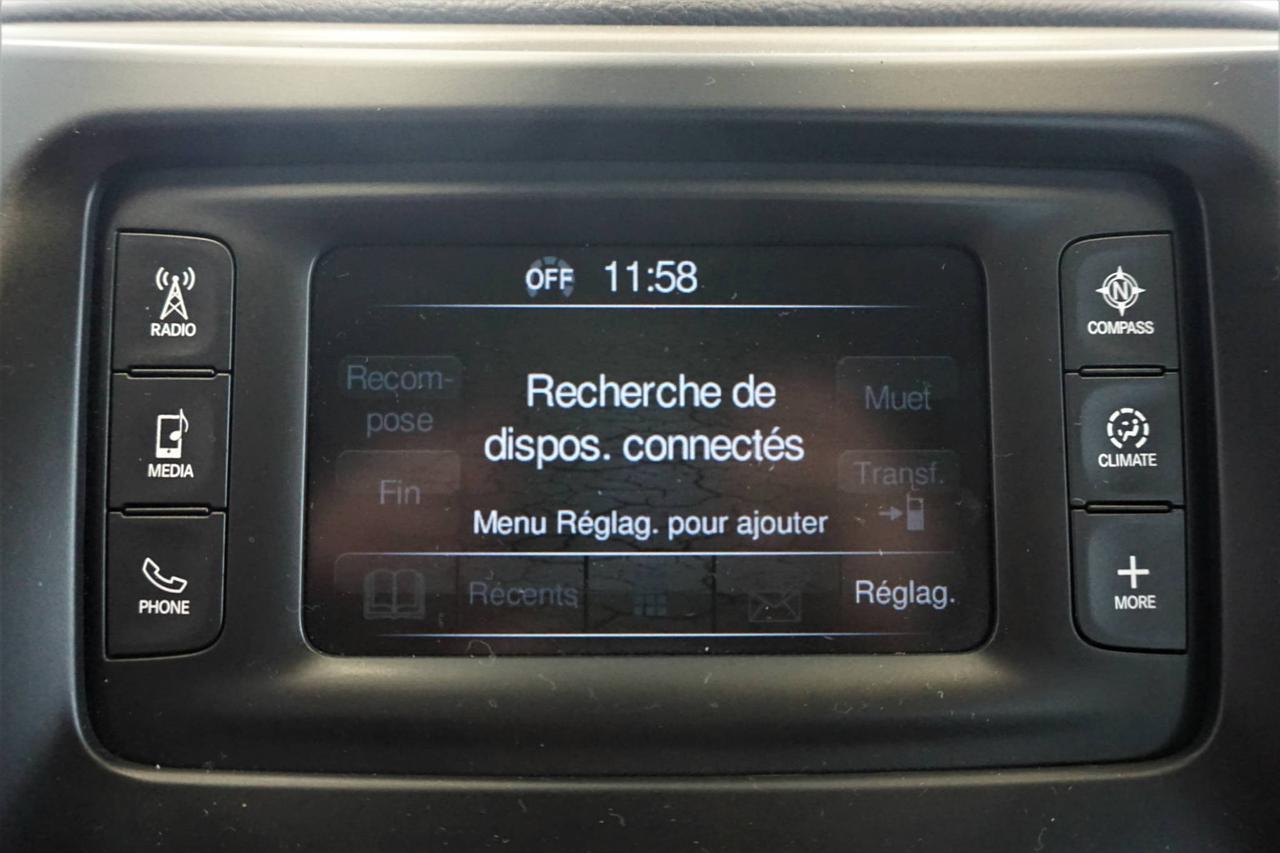 OFF 11:58
RADIO
MEDIA
PHONE
Recom-
pose
Fin
Recherche de
dispos. connectés
Menu Réglag. pour ajouter
Muet
Transf.
Récents
Réglag.
N
COMPASS
CLIMATE
+
MORE